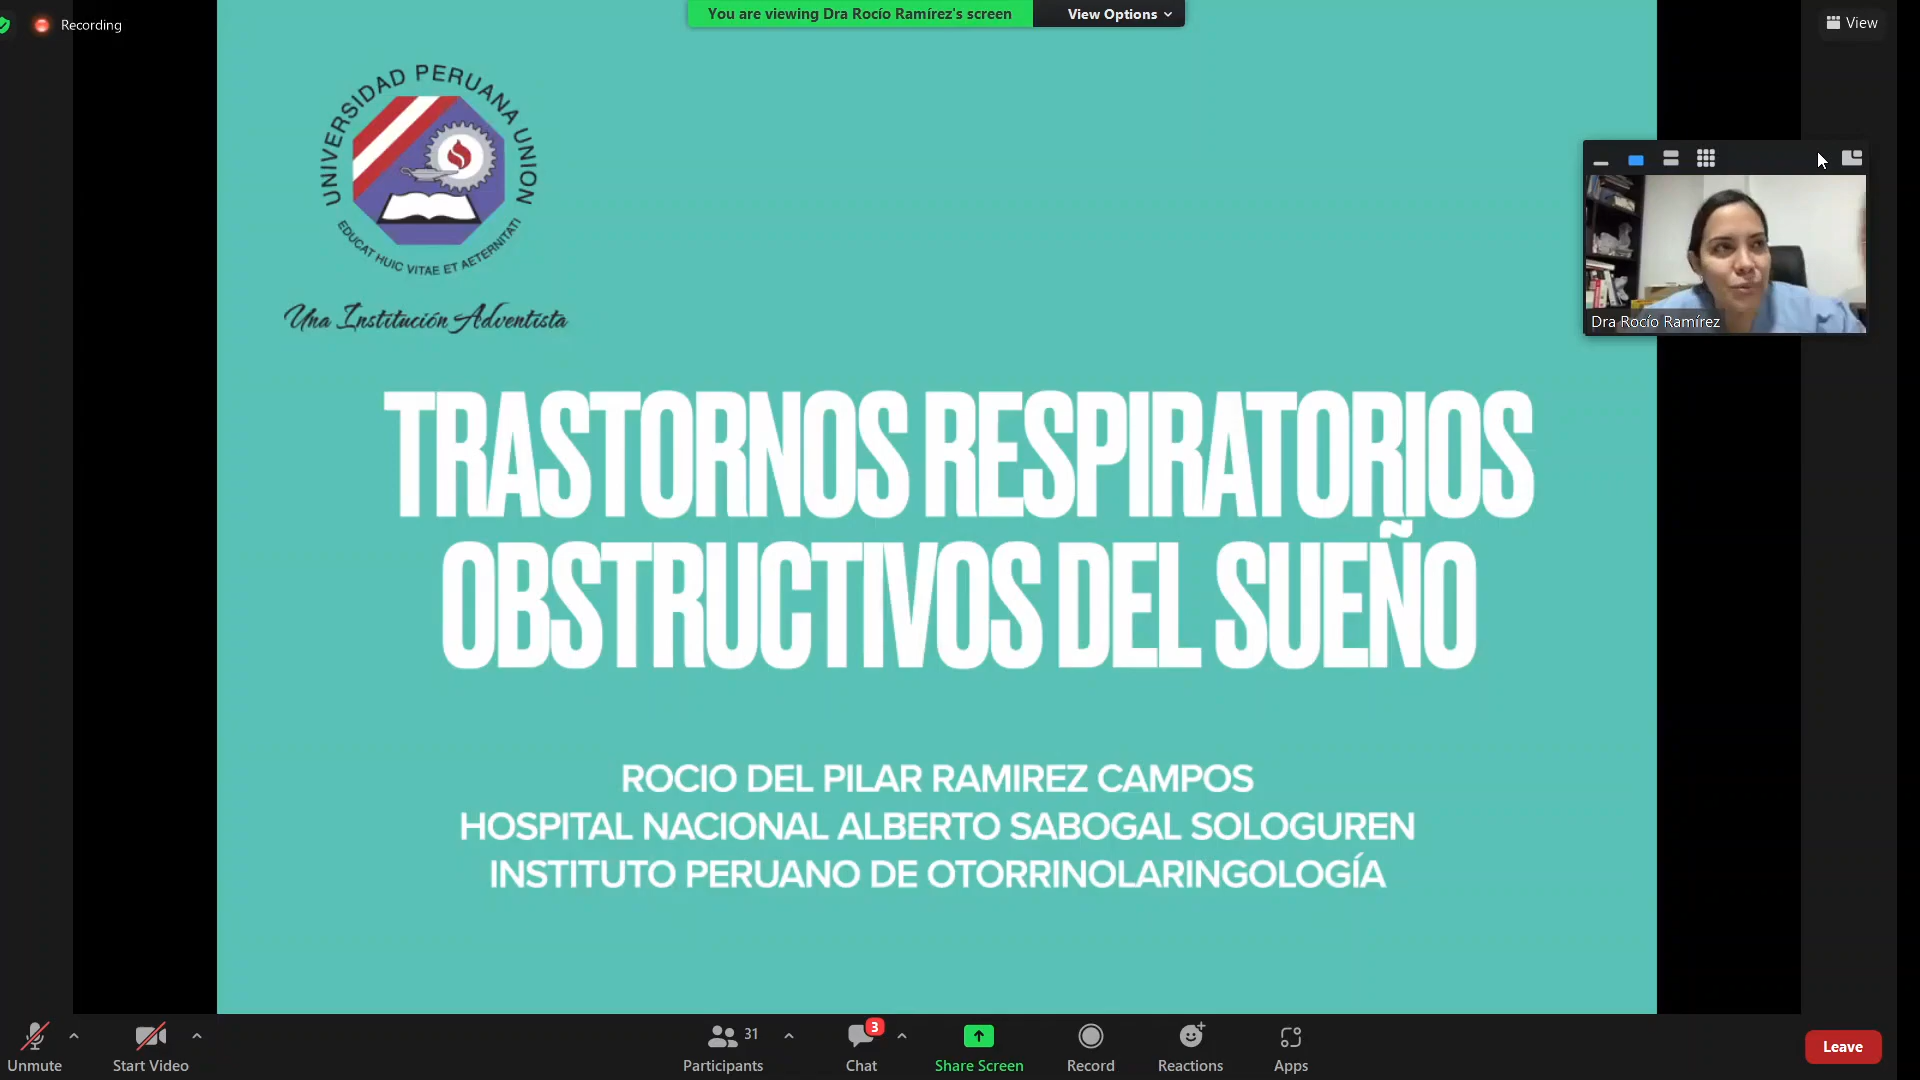 Recording
You are viewing Dra Rocío Ramírez's screen
View Options
View
UNIVERSIDAD PERUANA UNION
EDUCAT HUIC VITAE ET AETERNITATI
Una Institución Adventista
Dra Rocío Ramírez
TRASTORNOS RESPIRATORIOS
OBSTRUCTIVOS DEL SUEÑO
ROCIO DEL PILAR RAMIREZ CAMPOS
HOSPITAL NACIONAL ALBERTO SABOGAL SOLOGUREN
INSTITUTO PERUANO DE OTORRINOLARINGOLOGÍA
Unmute
Start Video
31
Participants
3
Chat
Share Screen
Record
Reactions
Apps
Leave